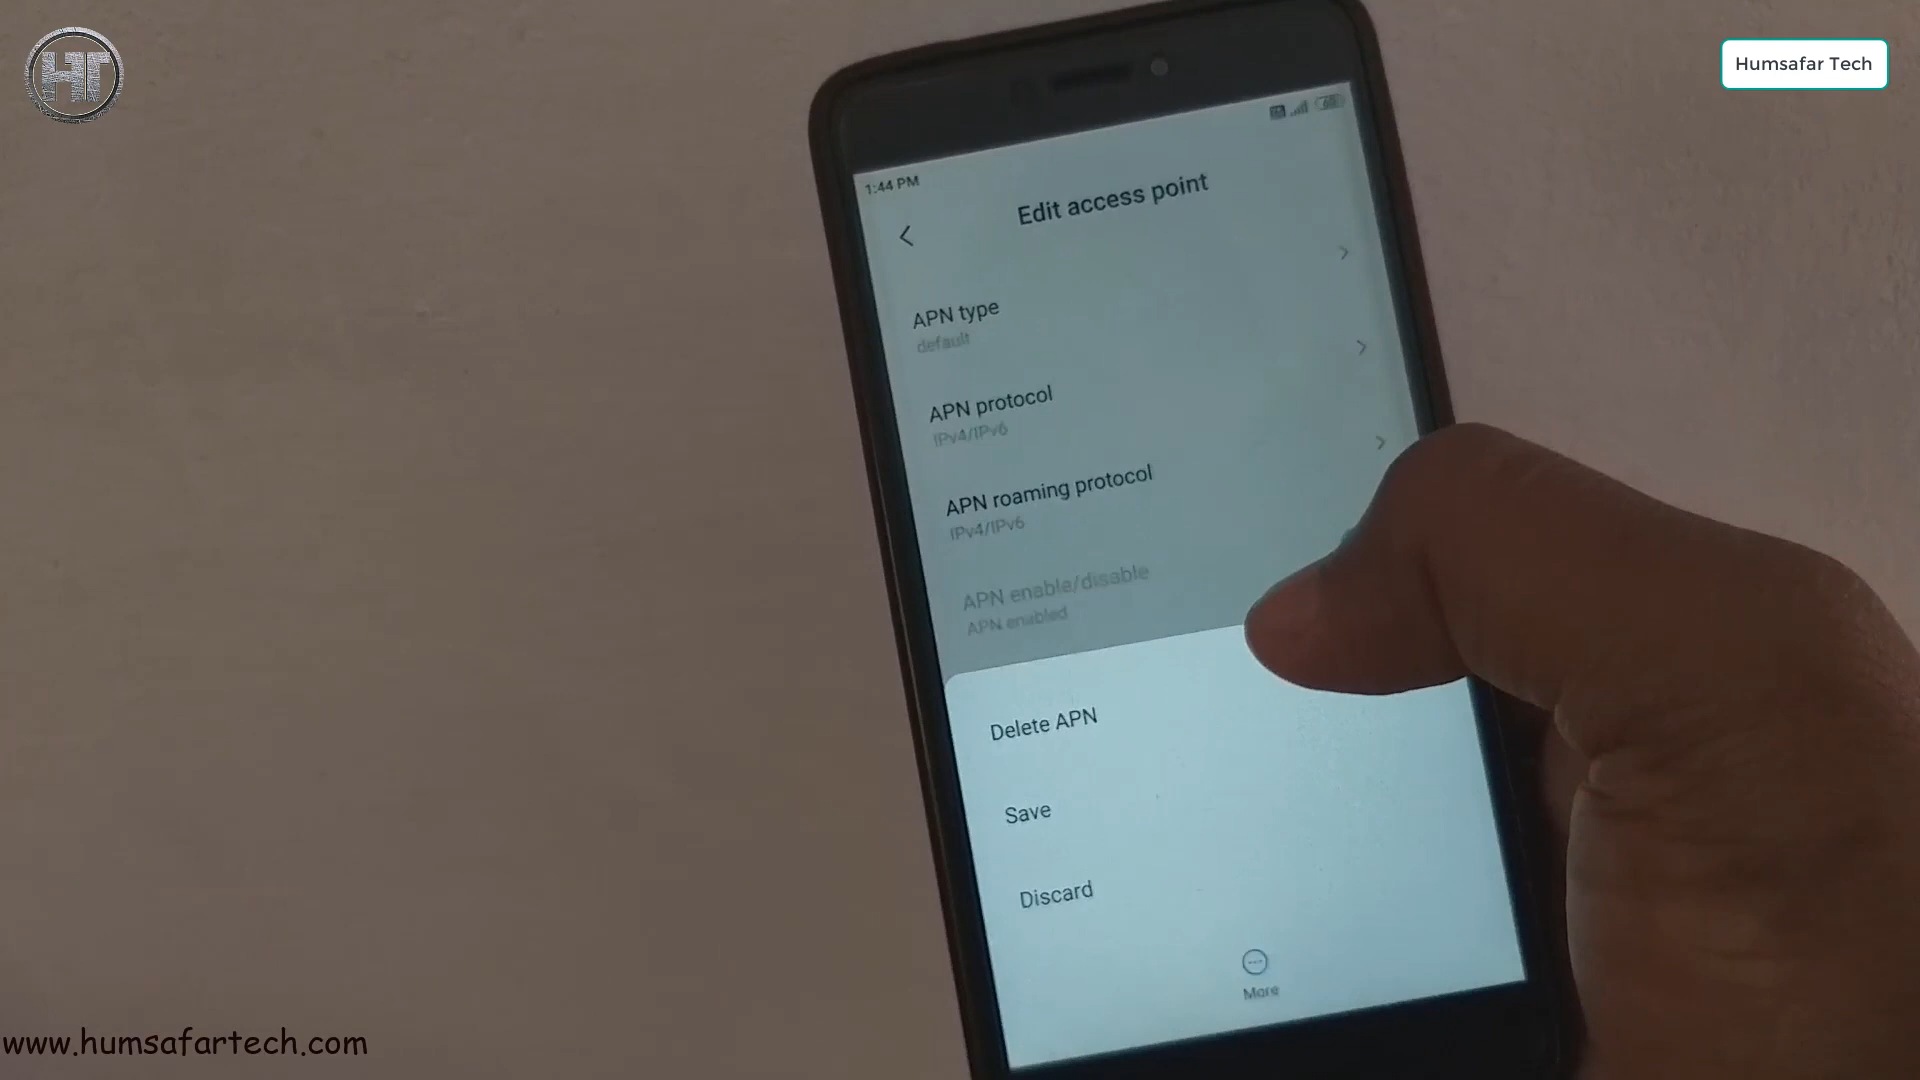 HT
Humsafar Tech
1:44 PM
Edit access point
APN type
default
APN protocol
IPv4/IPv6
APN roaming protocol
IPv4/IPv6
APN enable/disable
APN enabled
Delete APN
Save
Discard
More
www.humsafartech.com